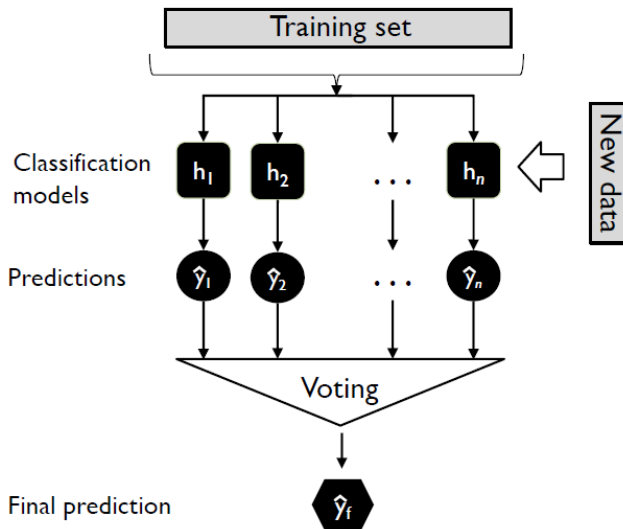 Training set
New data
Classification
models
h1 h2 . . . hn
Predictions
ŷ1 ŷ2 . . . ŷn
Voting
Final prediction
ŷf